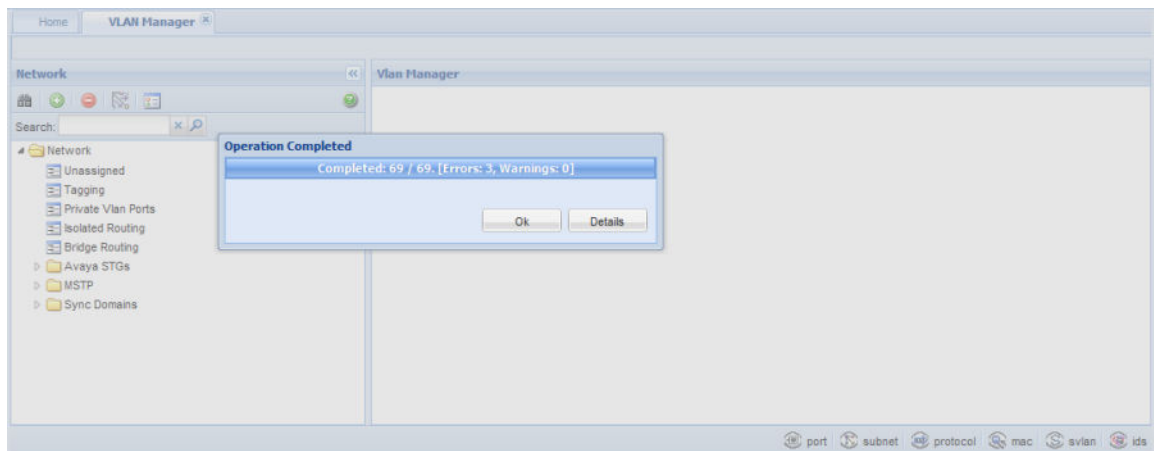 Home VLAN Manager
Network
Vlan Manager
Search:
Network
Unassigned
Tagging
Private Vlan Ports
Isolated Routing
Bridge Routing
Avaya STGs
MSTP
Sync Domains
Operation Completed
Completed: 69 / 69. [Errors: 3, Warnings: 0]
Ok Details
port subnet protocol mac svlan ids